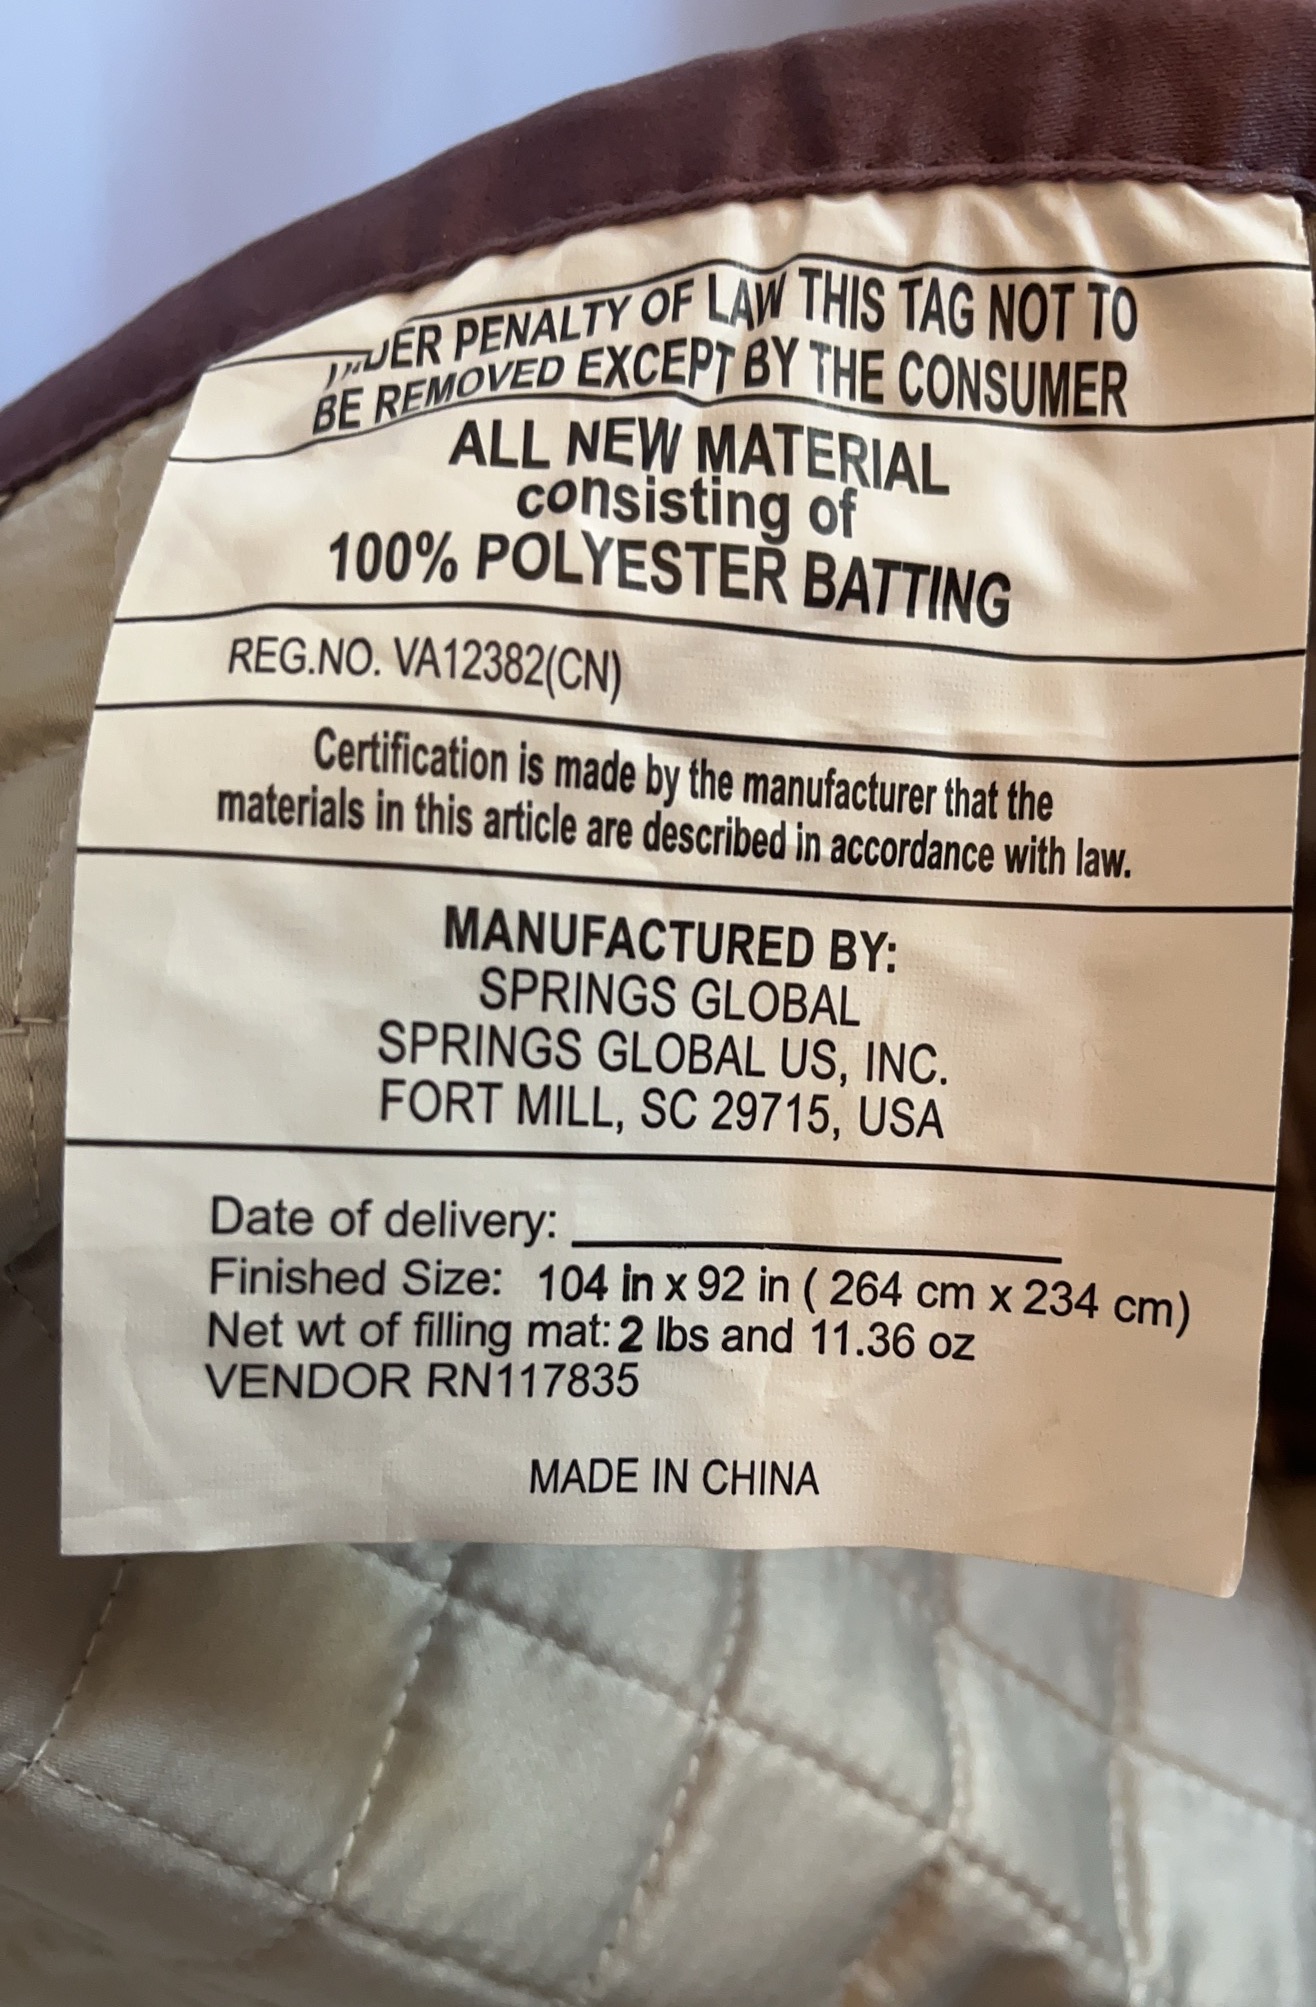 PENALTY OF LAW THIS TAG NOT TO
BE REMOVED EXCEPT BY THE CONSUMER
ALL NEW MATERIAL
consisting of
100% POLYESTER BATTING
REG.NO. VA12382(CN)
Certification is made by the manufacturer that the
materials in this article are described in accordance with law.
MANUFACTURED BY:
SPRINGS GLOBAL
SPRINGS GLOBAL US, INC.
FORT MILL, SC 29715, USA
Date of delivery:
Finished Size: 104 in x 92 in ( 264 cm x 234 cm)
Net wt of filling mat: 2 lbs and 11.36 oz
VENDOR RN117835
MADE IN CHINA